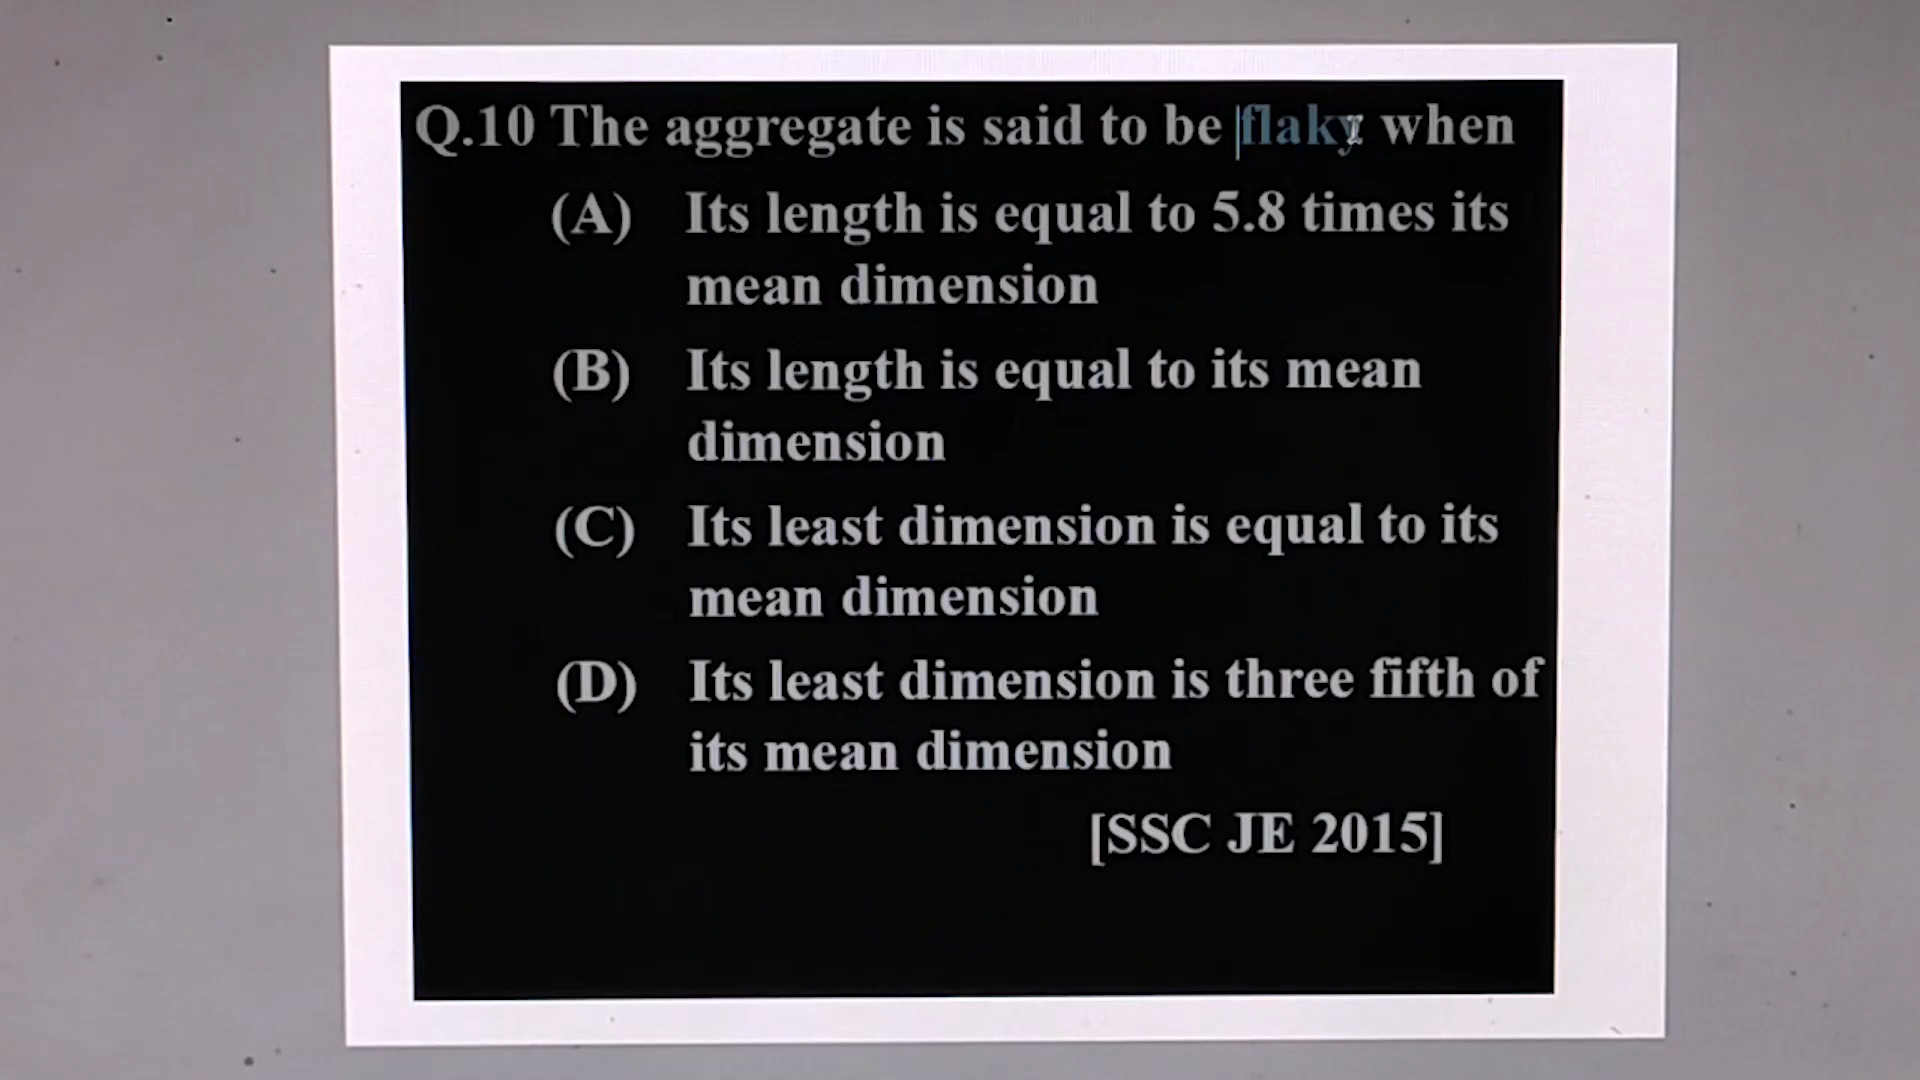 Q.10 The aggregate is said to be flaky when
(A) Its length is equal to 5.8 times its
mean dimension
(B) Its length is equal to its mean
dimension
(C) Its least dimension is equal to its
mean dimension
(D) Its least dimension is three fifth of
its mean dimension
[SSC JE 2015]